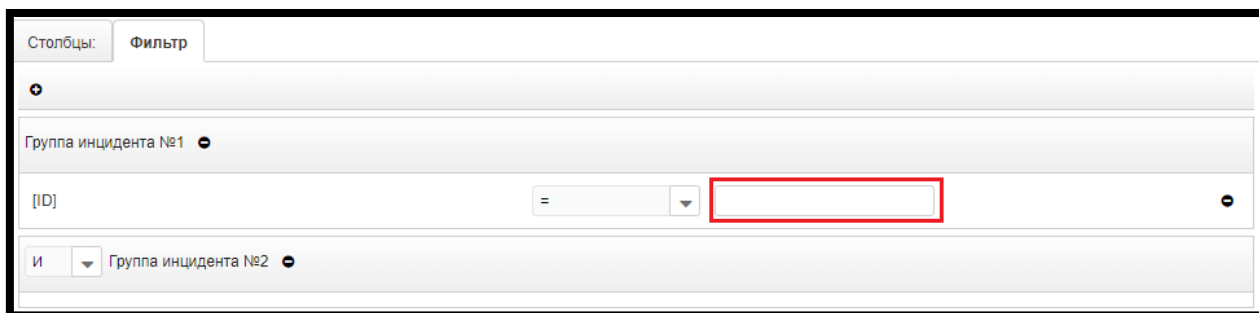 Столбцы: Фильтр
Группа инцидента №1
[ID] =
И Группа инцидента №2